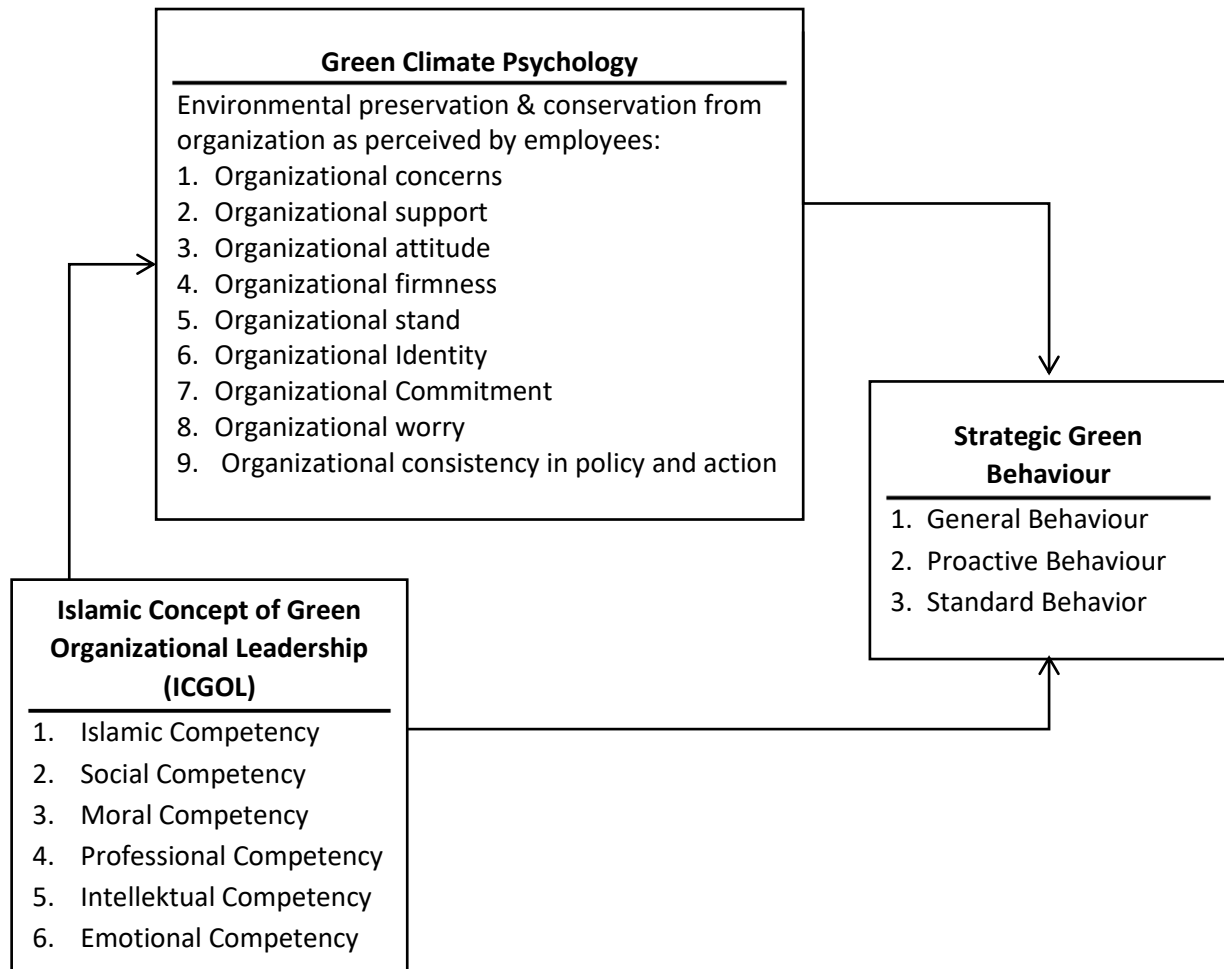 Green Climate Psychology
Environmental preservation & conservation from
organization as perceived by employees:
1. Organizational concerns
2. Organizational support
3. Organizational attitude
4. Organizational firmness
5. Organizational stand
6. Organizational Identity
7. Organizational Commitment
8. Organizational worry
9. Organizational consistency in policy and action
Strategic Green
Behaviour
1. General Behaviour
2. Proactive Behaviour
3. Standard Behavior
Islamic Concept of Green
Organizational Leadership
(ICGOL)
1. Islamic Competency
2. Social Competency
3. Moral Competency
4. Professional Competency
5. Intellektual Competency
6. Emotional Competency